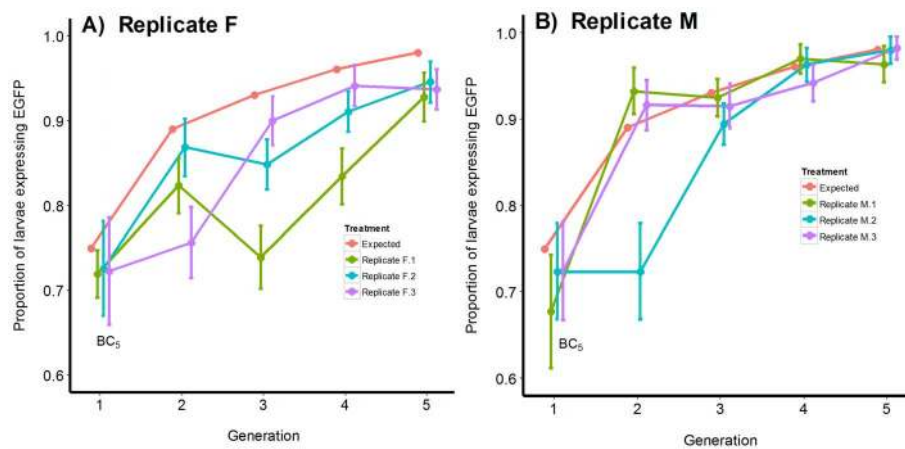 A) Replicate F
Proportion of larvae expressing EGFP
1.0
0.9
0.8
0.7
0.6
BC5
Treatment
Expected
Replicate F.1
Replicate F.2
Replicate F.3
1 2 3 4 5
Generation
B) Replicate M
Proportion of larvae expressing EGFP
1.0
0.9
0.8
0.7
0.6
Treatment
Expected
Replicate M.1
Replicate M.2
Replicate M.3
BC5
1 2 3 4 5
Generation